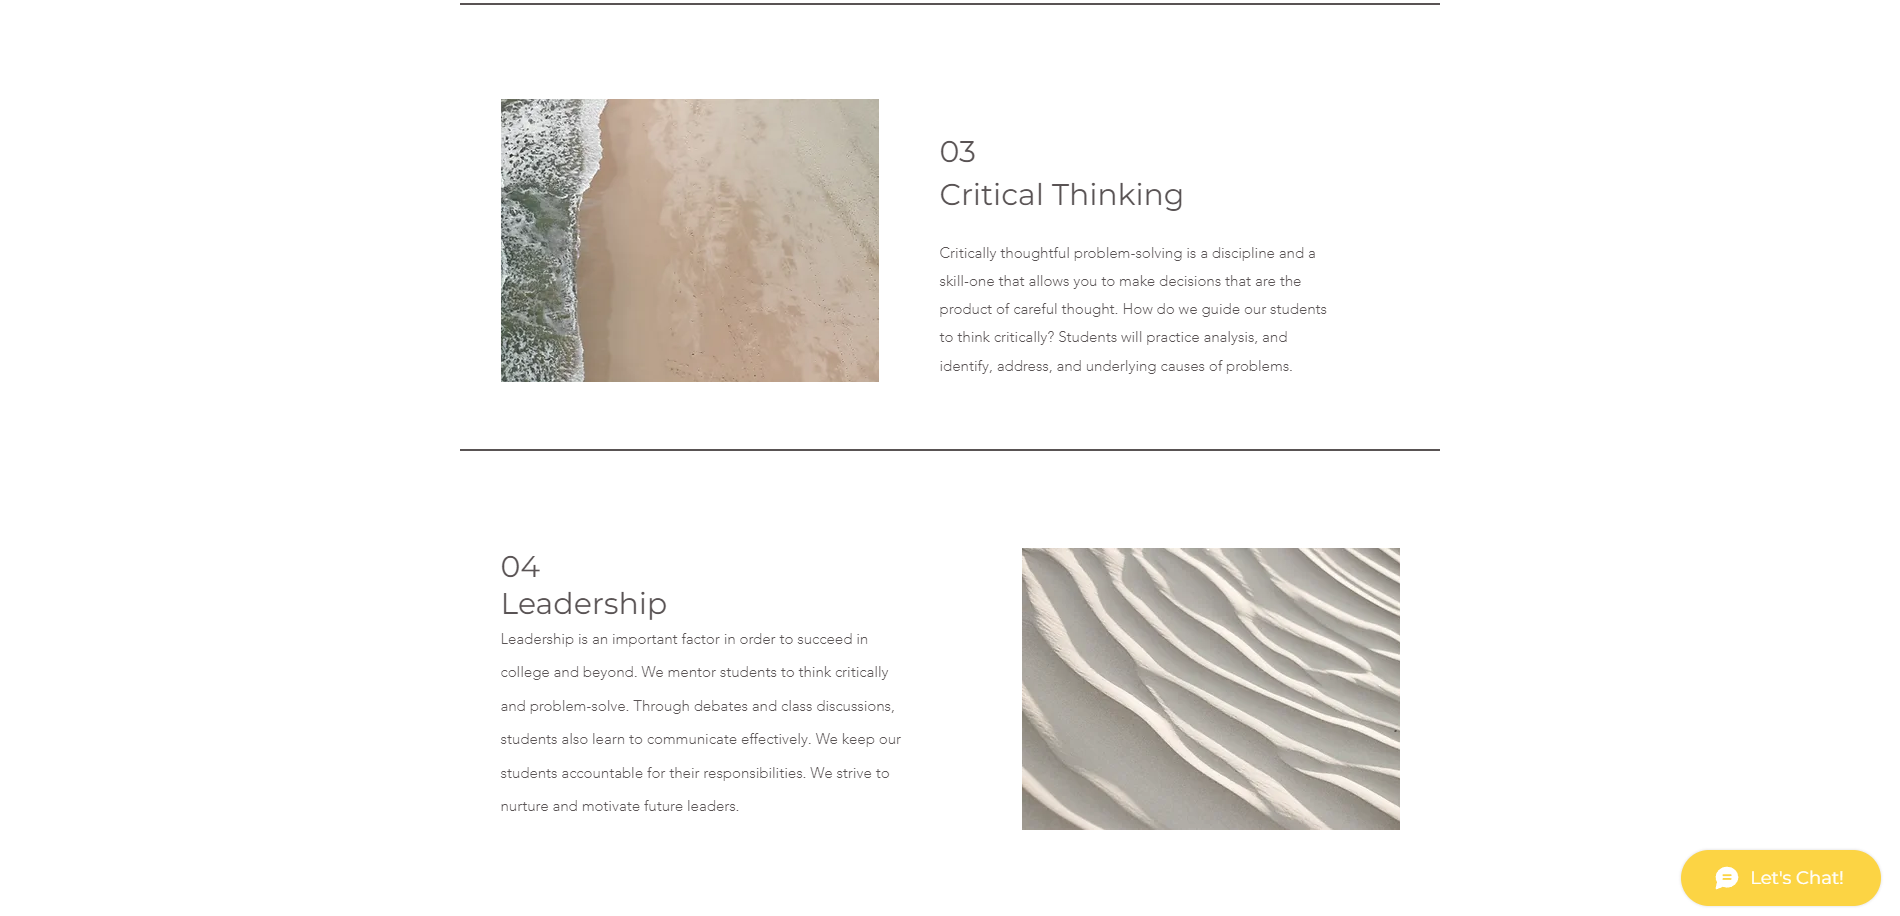 03
Critical Thinking
Critically thoughtful problem-solving is a discipline and a
skill-one that allows you to make decisions that are the
product of careful thought. How do we guide our students
to think critically? Students will practice analysis, and
identify, address, and underlying causes of problems.
04
Leadership
Leadership is an important factor in order to succeed in
college and beyond. We mentor students to think critically
and problem-solve. Through debates and class discussions,
students also learn to communicate effectively. We keep our
students accountable for their responsibilities. We strive to
nurture and motivate future leaders.
Let's Chat!